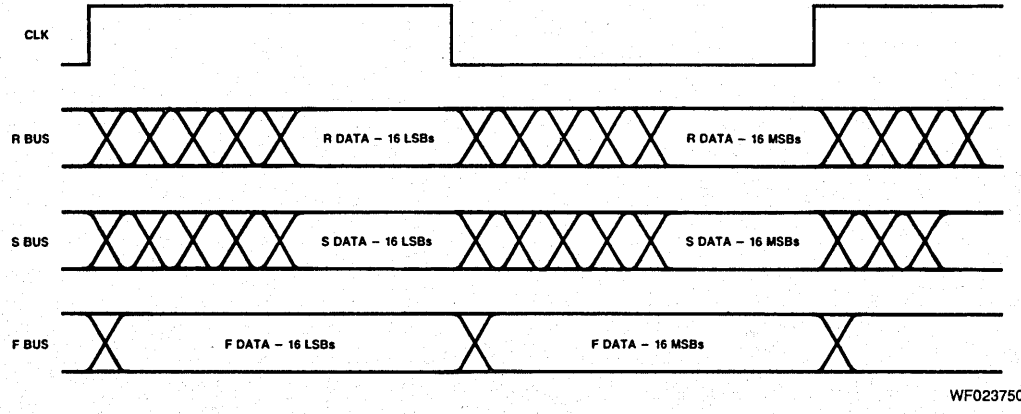 CLK
R BUS
R DATA – 16 LSBs
R DATA – 16 MSBs
S BUS
S DATA – 16 LSBs
S DATA – 16 MSBs
F BUS
F DATA – 16 LSBs
F DATA – 16 MSBs
WF023750